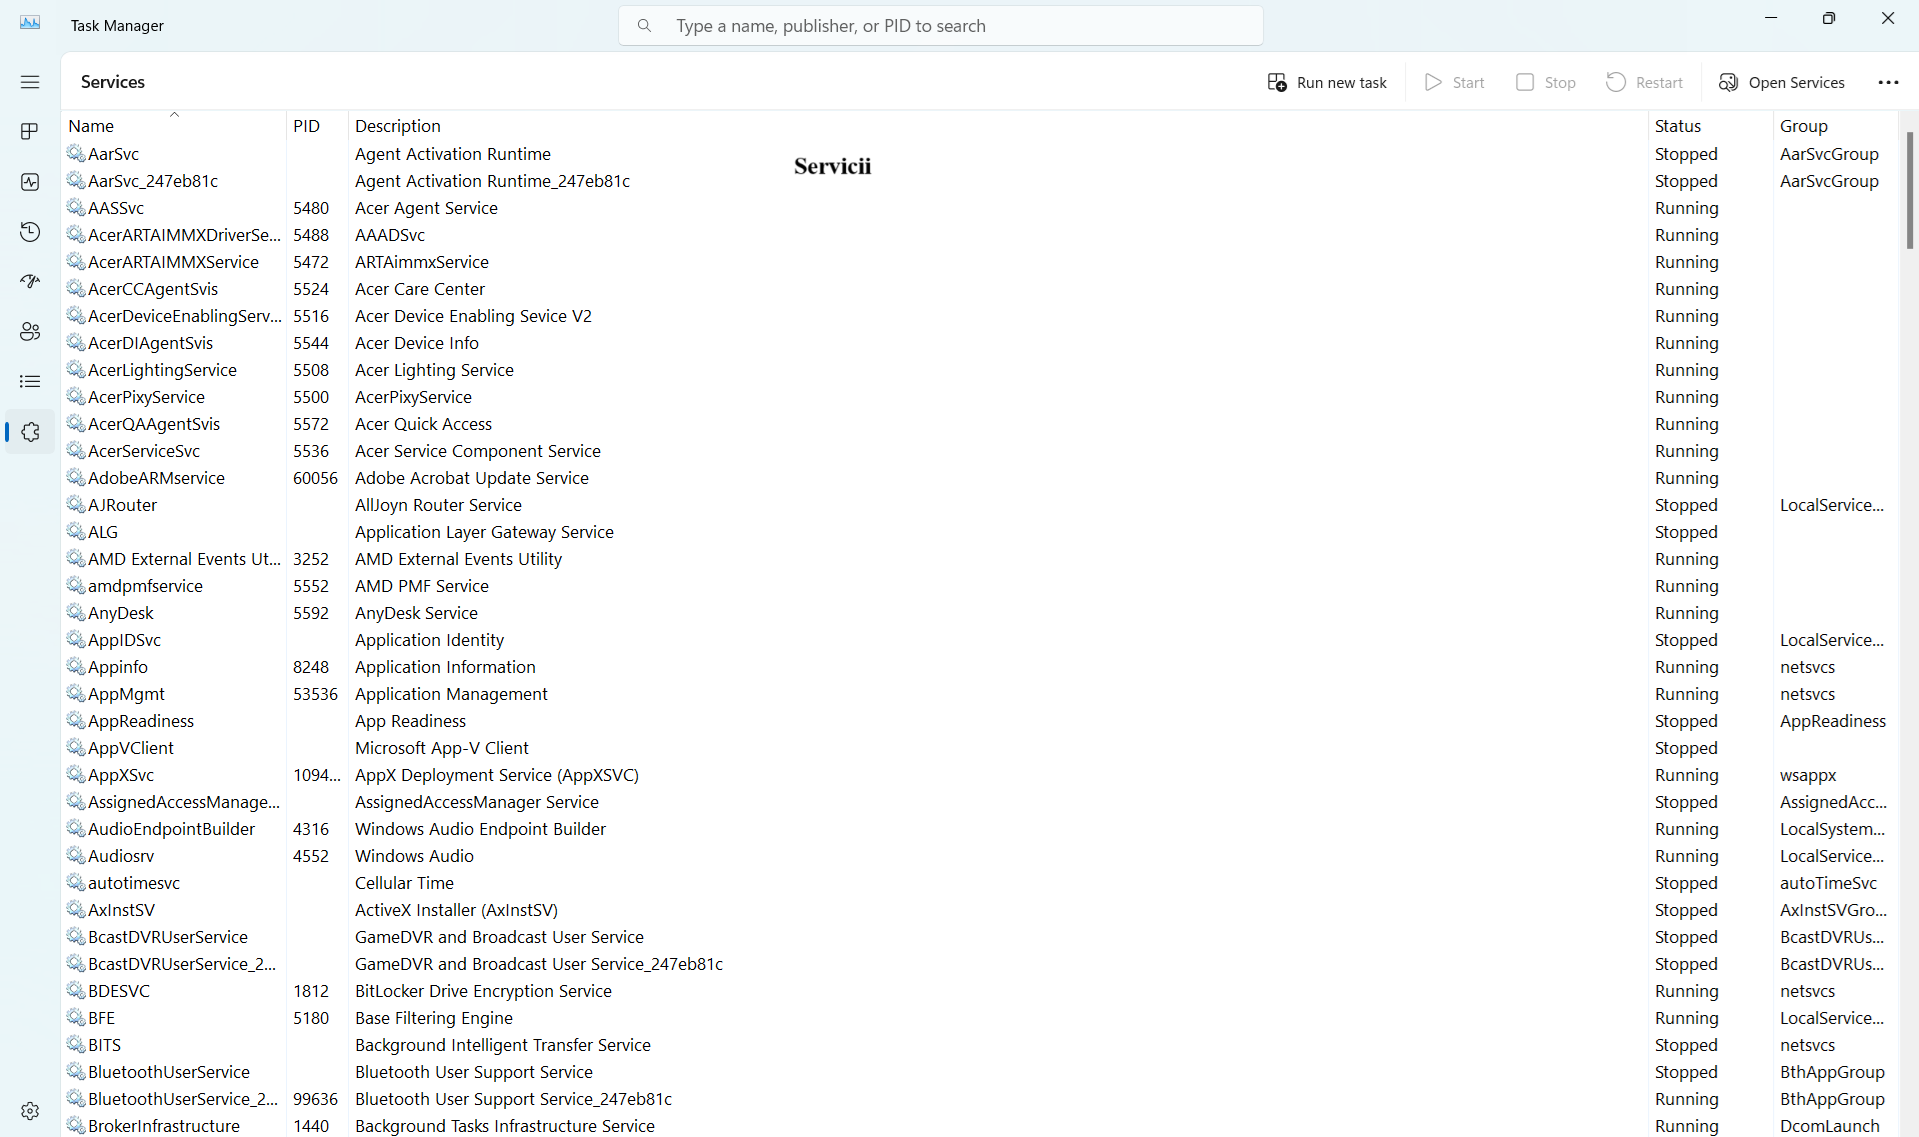 Task Manager
Type a name, publisher, or PID to search
Services
Run new task Start Stop Restart Open Services
Name PID Description Status Group
AarSvc Agent Activation Runtime Stopped AarSvcGroup
Servicii
AarSvc_247eb81c Agent Activation Runtime_247eb81c Stopped AarSvcGroup
AASSvc 5480 Acer Agent Service Running
AcerARTAIMMXDriverSe... 5488 AAADSvc Running
AcerARTAIMMXService 5472 ARTAimmxService Running
AcerCCAgentSvis 5524 Acer Care Center Running
AcerDeviceEnablingServ... 5516 Acer Device Enabling Sevice V2 Running
AcerDIAgentSvis 5544 Acer Device Info Running
AcerLightingService 5508 Acer Lighting Service Running
AcerPixyService 5500 AcerPixyService Running
AcerQAAgentSvis 5572 Acer Quick Access Running
AcerServiceSvc 5536 Acer Service Component Service Running
AdobeARMservice 60056 Adobe Acrobat Update Service Running
AJRouter AllJoyn Router Service Stopped LocalService...
ALG Application Layer Gateway Service Stopped
AMD External Events Ut... 3252 AMD External Events Utility Running
amdpmfservice 5552 AMD PMF Service Running
AnyDesk 5592 AnyDesk Service Running
AppIDSvc Application Identity Stopped LocalService...
Appinfo 8248 Application Information Running netsvcs
AppMgmt 53536 Application Management Running netsvcs
AppReadiness App Readiness Stopped AppReadiness
AppVClient Microsoft App-V Client Stopped
AppXSvc 1094... AppX Deployment Service (AppXSVC) Running wsappx
AssignedAccessManage... AssignedAccessManager Service Stopped AssignedAcc...
AudioEndpointBuilder 4316 Windows Audio Endpoint Builder Running LocalSystem...
Audiosrv 4552 Windows Audio Running LocalService...
autotimesvc Cellular Time Stopped autoTimeSvc
AxInstSV ActiveX Installer (AxInstSV) Stopped AxInstSVGro...
BcastDVRUserService GameDVR and Broadcast User Service Stopped BcastDVRUs...
BcastDVRUserService_2... GameDVR and Broadcast User Service_247eb81c Stopped BcastDVRUs...
BDESVC 1812 BitLocker Drive Encryption Service Running netsvcs
BFE 5180 Base Filtering Engine Running LocalService...
BITS Background Intelligent Transfer Service Stopped netsvcs
BluetoothUserService Bluetooth User Support Service Stopped BthAppGroup
BluetoothUserService_2... 99636 Bluetooth User Support Service_247eb81c Running BthAppGroup
BrokerInfrastructure 1440 Background Tasks Infrastructure Service Running DcomLaunch